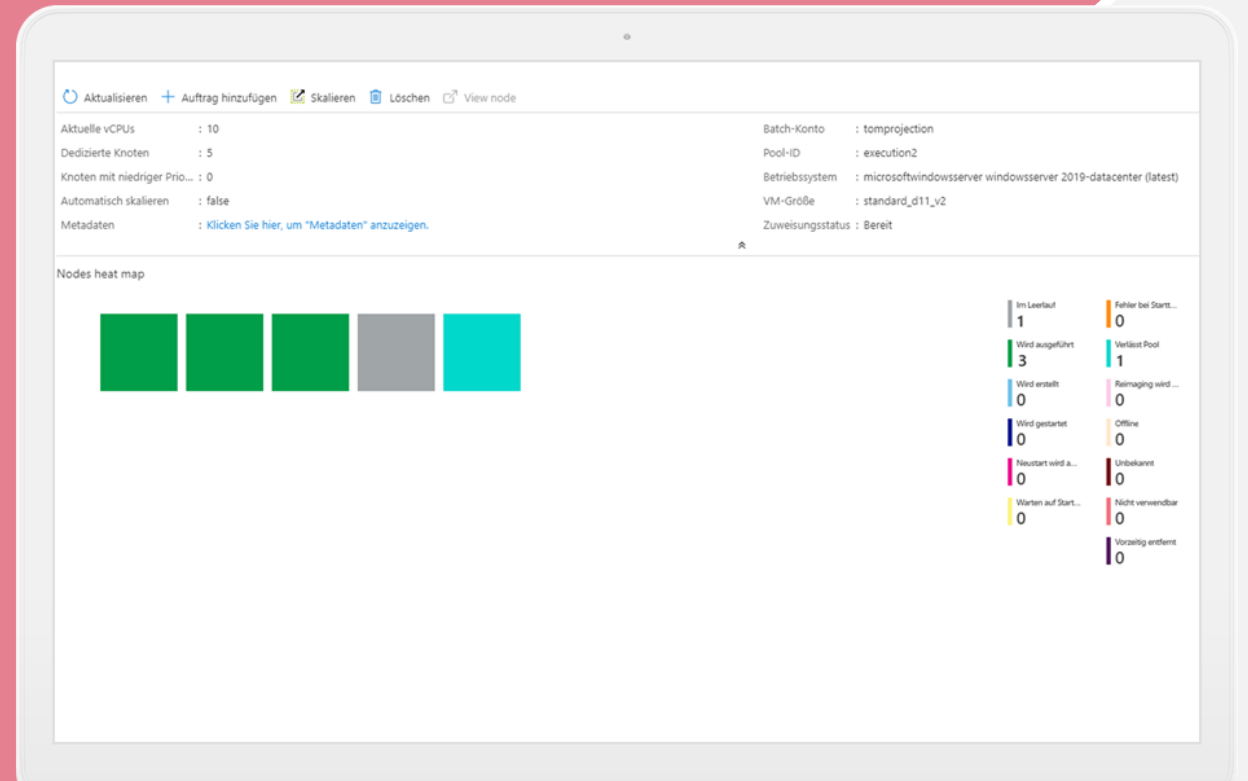 Aktualisieren Auftrag hinzufügen Skalieren Löschen View node
Aktuelle vCPUs : 10
Dedizierte Knoten : 5
Knoten mit niedriger Prio... : 0
Automatisch skalieren : false
Metadaten : Klicken Sie hier, um "Metadaten" anzuzeigen.
Batch-Konto : tomprojection
Pool-ID : execution2
Betriebssystem : microsoftwindowsserver windowsserver 2019-datacenter (latest)
VM-Größe : standard_d11_v2
Zuweisungsstatus : Bereit
Nodes heat map
Im Leerlauf
1
Wird ausgeführt
3
Wird erstellt
0
Wird gestartet
0
Neustart wird a...
0
Warten auf Start...
0
Fehler bei Startt...
0
Verlässt Pool
1
Reimaging wird ...
0
Offline
0
Unbekannt
0
Nicht verwendbar
0
Vorzeitig entfernt
0